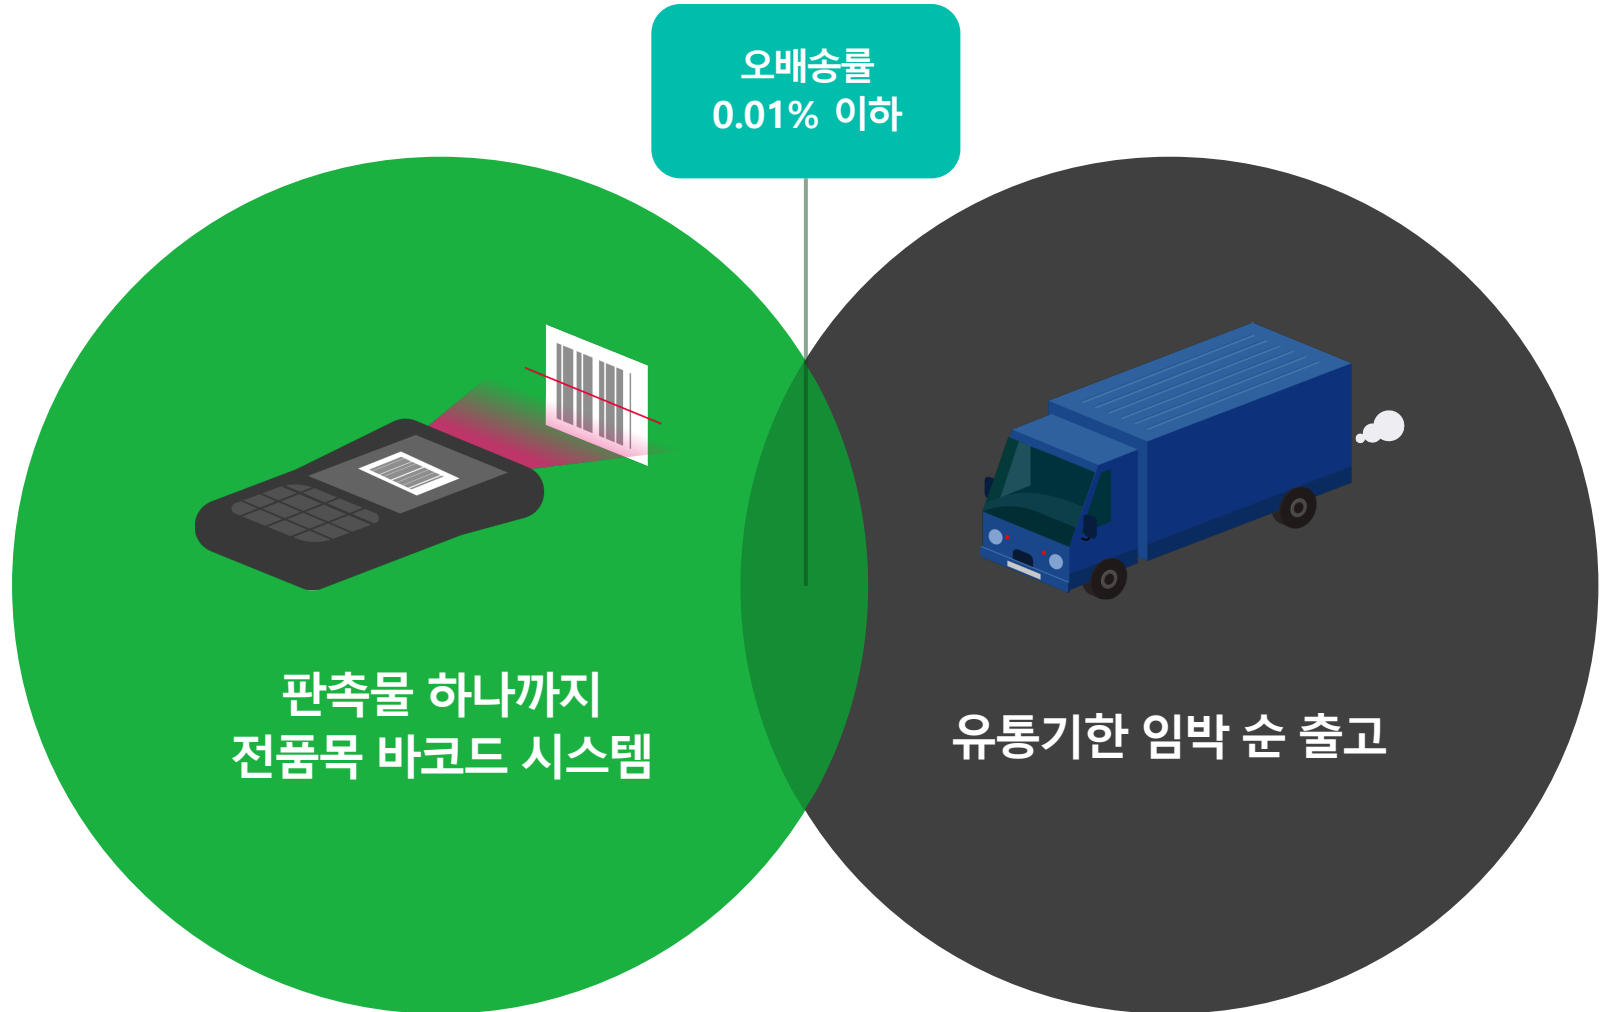 오배송률
0.01% 이하
판촉물 하나까지
전품목 바코드 시스템
유통기한 임박 순 출고